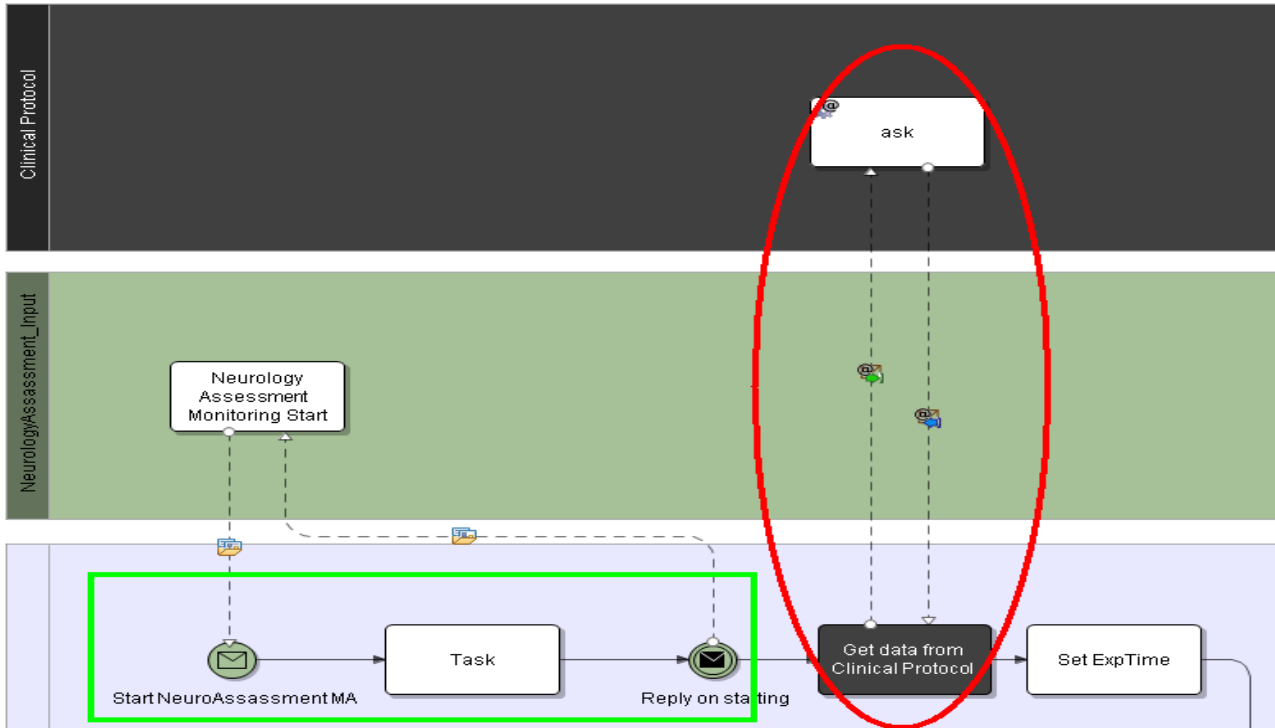 Clinical Protocol
ask
NeurologyAssassment_Input
Neurology
Assessment
Monitoring Start
Start NeuroAssassment MA
Task
Reply on starting
Get data from
Clinical Protocol
Set ExpTime